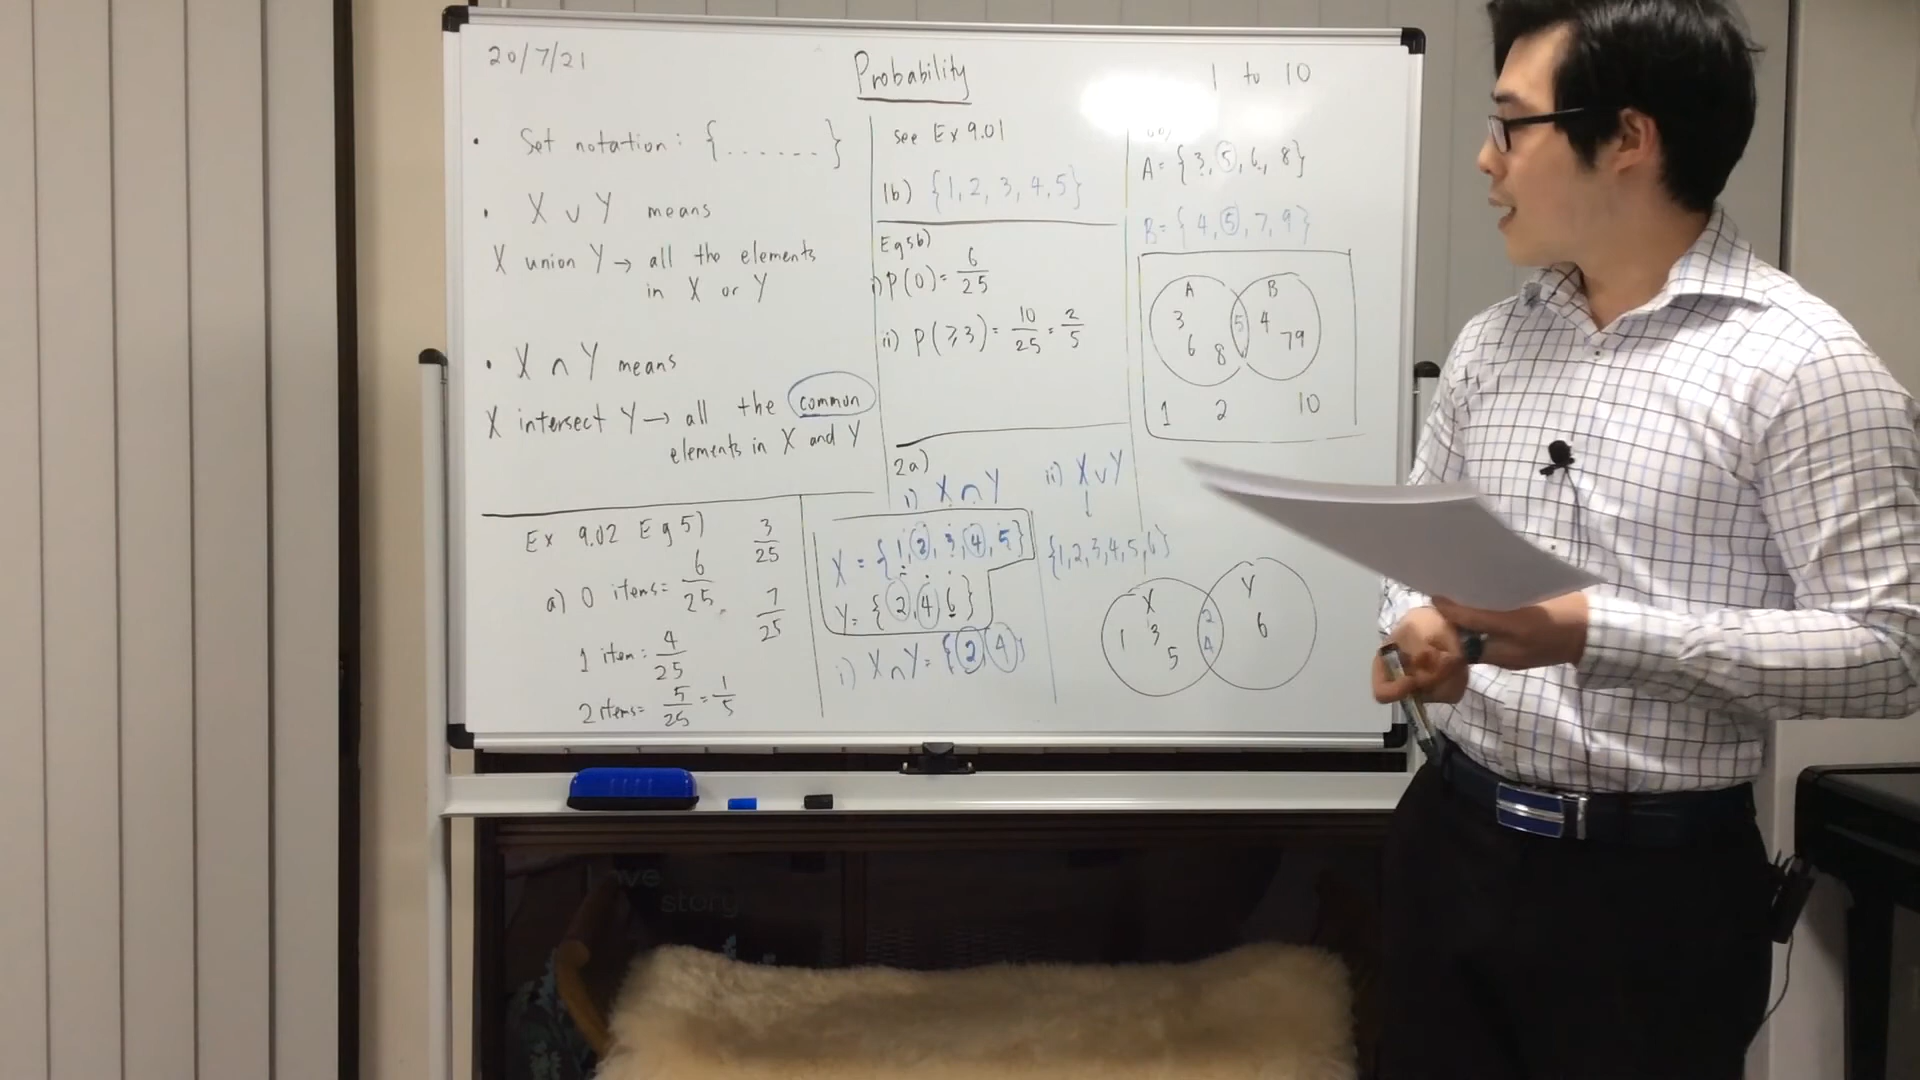 20/7/21
Probability
1 to 10
• Set notation: {......}
• X ∪ Y means
X union Y → all the elements
in X or Y
• X ∩ Y means
X intersect Y → all the common
elements in X and Y
see Ex 9.01
1b) {1, 2, 3, 4, 5}
Eg 5b)
i) P(0) = 6/25
ii) P(≥3) = 10/25 = 2/5
A = {3, 5, 6, 8}
B = {4, 5, 7, 9}
A B
3 5 4
6 8 7 9
1 2 10
Ex 9.02 Eg 5)
3/25
a) 0 items = 6/25
7/25
1 item: 4/25
2 items = 5/25 = 1/5
2a)
i) X ∩ Y
ii) X ∪ Y
↓
X = {1, 2, 3, 4, 5}
{1,2,3,4,5,6}
Y = {2, 4, 6}
i) X ∩ Y = {2, 4}
X Y
1 3 2 6
5 4
love
story